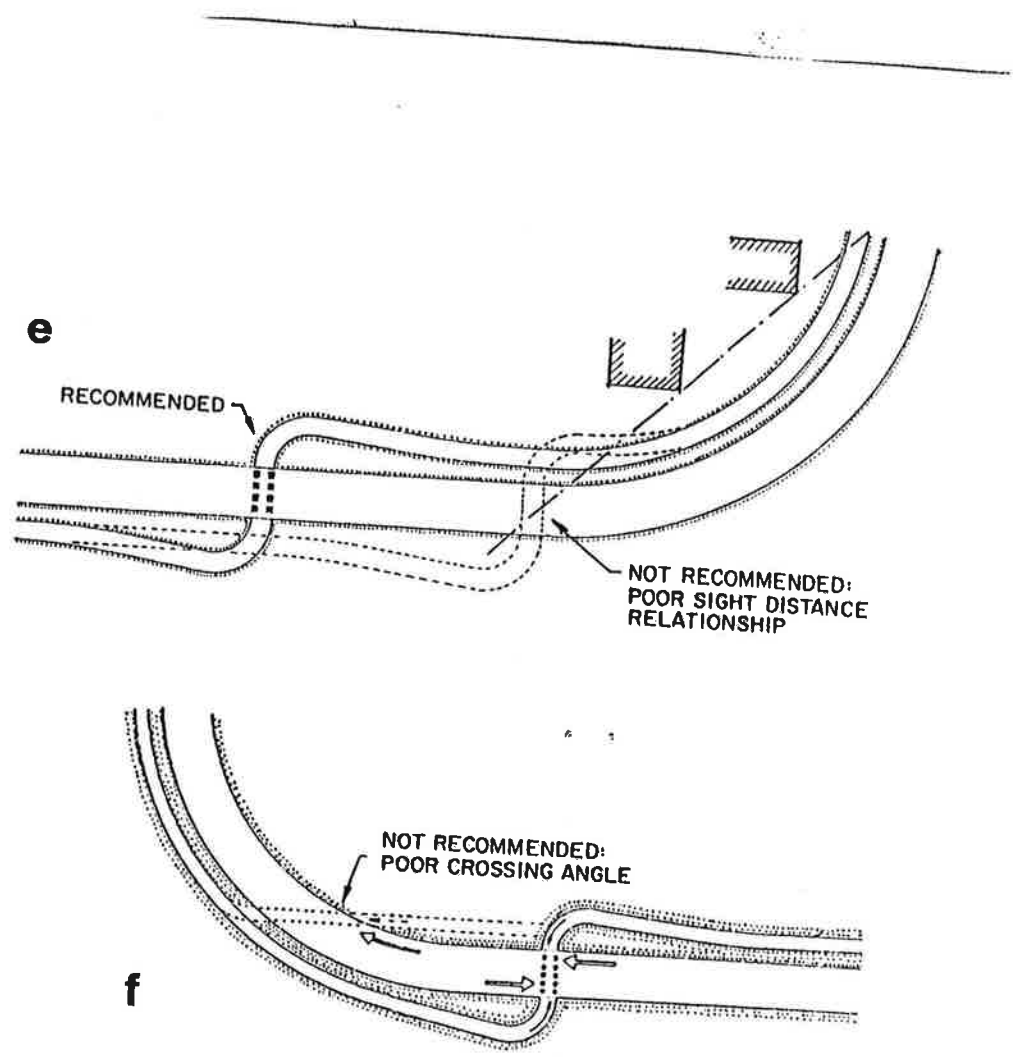 e
RECOMMENDED
NOT RECOMMENDED:
POOR SIGHT DISTANCE
RELATIONSHIP
NOT RECOMMENDED:
POOR CROSSING ANGLE
f